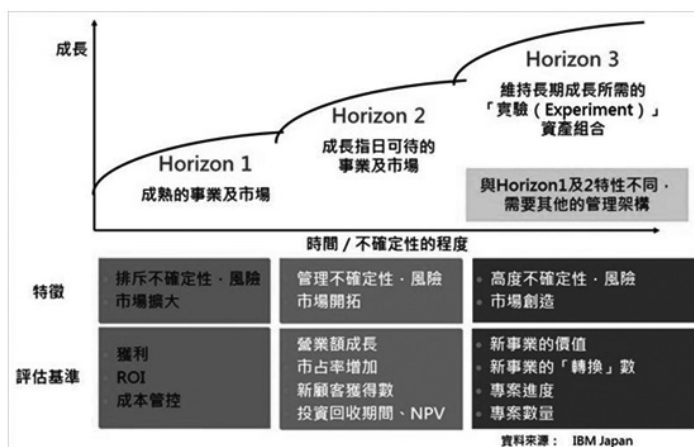 成長
Horizon 1
成熟的事業及市場
Horizon 2
成長指日可待的
事業及市場
Horizon 3
維持長期成長所需的
「實驗（Experiment）」
資產組合
與Horizon1及2特性不同，
需要其他的管理架構
時間 / 不確定性的程度
特徵
• 排斥不確定性．風險
• 市場擴大
• 管理不確定性．風險
• 市場開拓
• 高度不確定性．風險
• 市場創造
評估基準
• 獲利
• ROI
• 成本管控
• 營業額成長
• 市占率增加
• 新顧客獲得數
• 投資回收期間、NPV
• 新事業的價值
• 新事業的「轉換」數
• 專案進度
• 專案數量
資料來源： IBM Japan